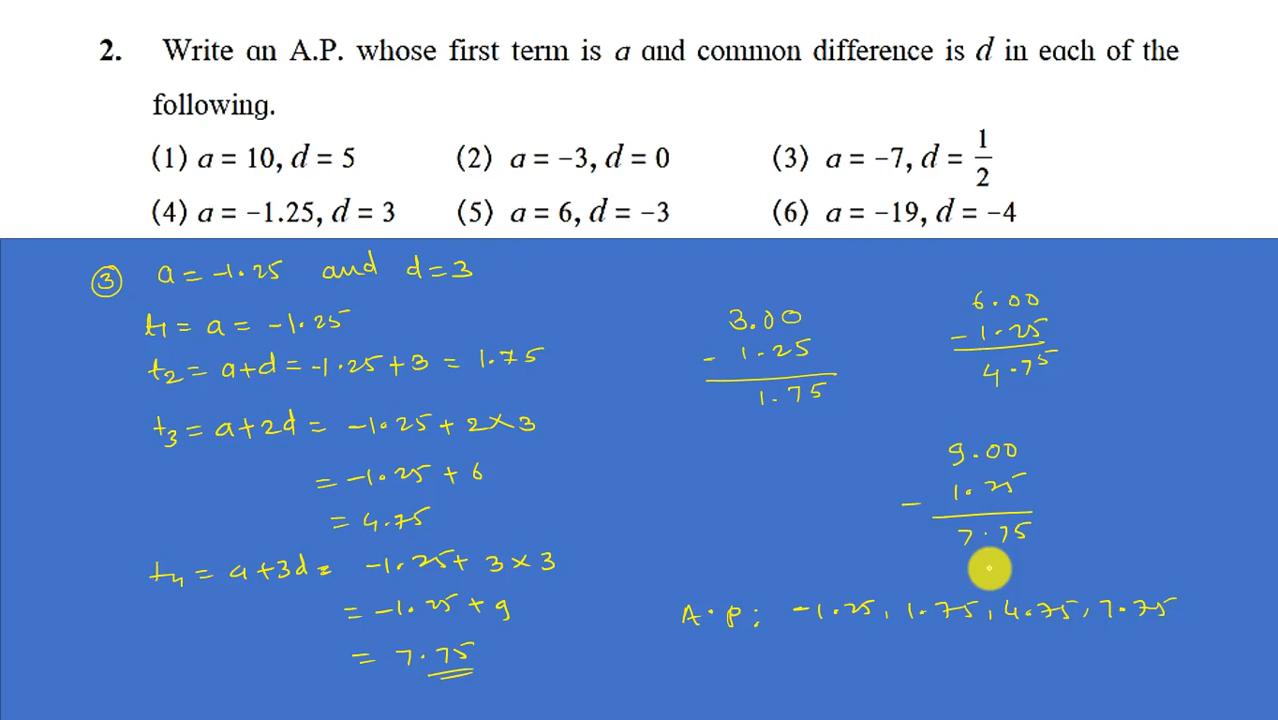 2. Write an A.P. whose first term is a and common difference is d in each of the
following.
(1) a = 10, d = 5 (2) a = −3, d = 0 (3) a = −7, d = 1/2
(4) a = −1.25, d = 3 (5) a = 6, d = −3 (6) a = −19, d = −4
③ a = -1.25 and d = 3
t1 = a = -1.25
t2 = a+d = -1.25+3 = 1.75
t3 = a+2d = -1.25 + 2×3
= -1.25 + 6
= 4.75
t4 = a+3d = -1.25+ 3×3
= -1.25 + 9
= 7.75
3.00
- 1.25
1.75
6.00
- 1.25
4.75
9.00
- 1.25
7.75
A.P: -1.25, 1.75, 4.75, 7.75